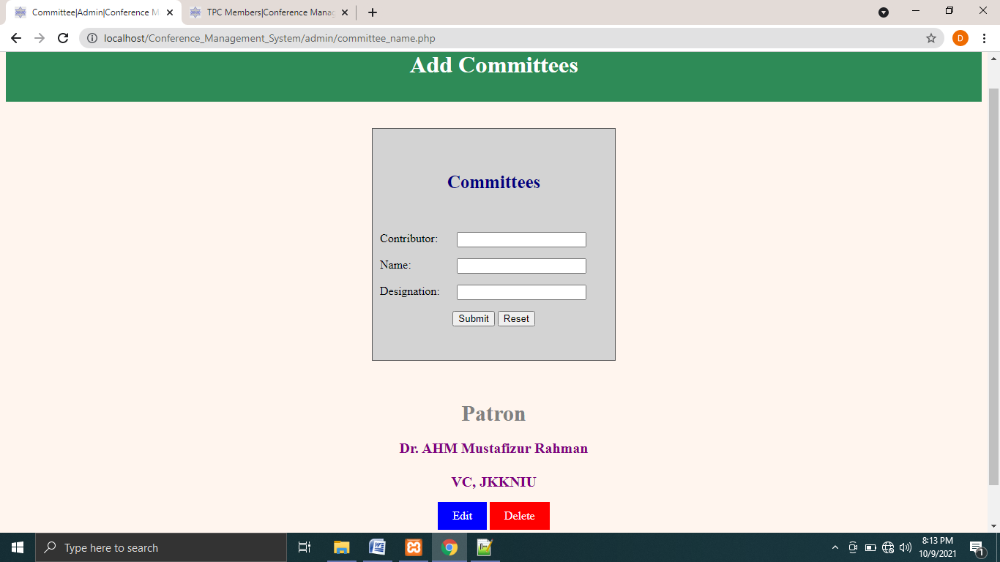 Committee|Admin|Conference M
TPC Members|Conference Manag
localhost/Conference_Management_System/admin/committee_name.php
D
Add Committees
Committees
Contributor:
Name:
Designation:
Submit Reset
Patron
Dr. AHM Mustafizur Rahman
VC, JKKNIU
Edit Delete
Type here to search
8:13 PM
10/9/2021
1